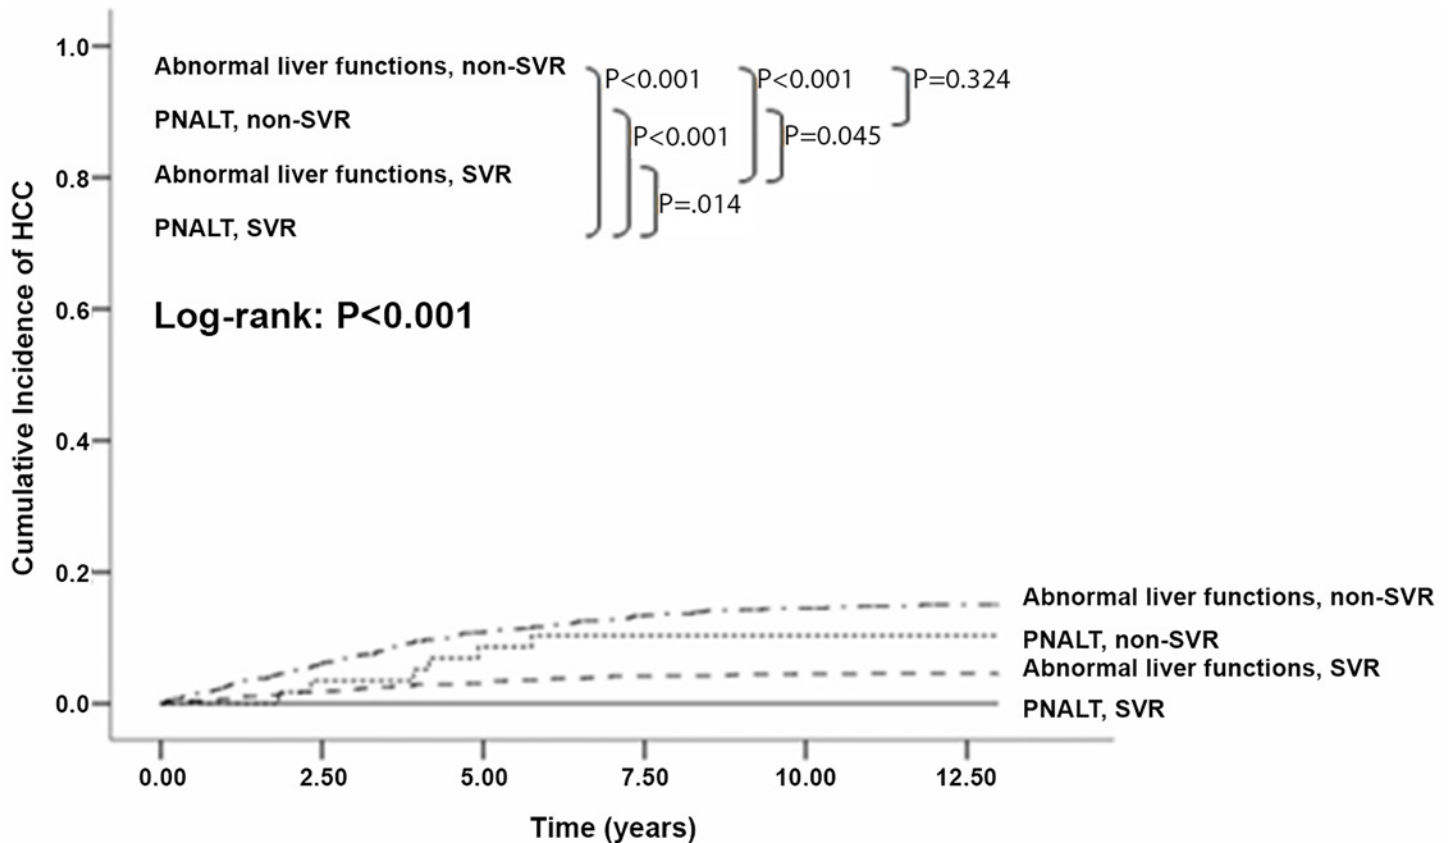 1.0
Abnormal liver functions, non-SVR
P<0.001
P<0.001
P=0.324
PNALT, non-SVR
P<0.001
P=0.045
Abnormal liver functions, SVR
0.8
P=.014
PNALT, SVR
Cumulative Incidence of HCC
0.6
Log-rank: P<0.001
0.4
0.2
Abnormal liver functions, non-SVR
PNALT, non-SVR
Abnormal liver functions, SVR
0.0
PNALT, SVR
0.00 2.50 5.00 7.50 10.00 12.50
Time (years)